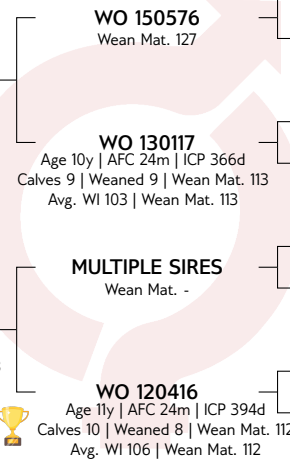 WO 150576
Wean Mat. 127
WO 130117
Age 10y | AFC 24m | ICP 366d
Calves 9 | Weaned 9 | Wean Mat. 113
Avg. WI 103 | Wean Mat. 113
MULTIPLE SIRES
Wean Mat. -
WO 120416
Age 11y | AFC 24m | ICP 394d
Calves 10 | Weaned 8 | Wean Mat. 112
Avg. WI 106 | Wean Mat. 112